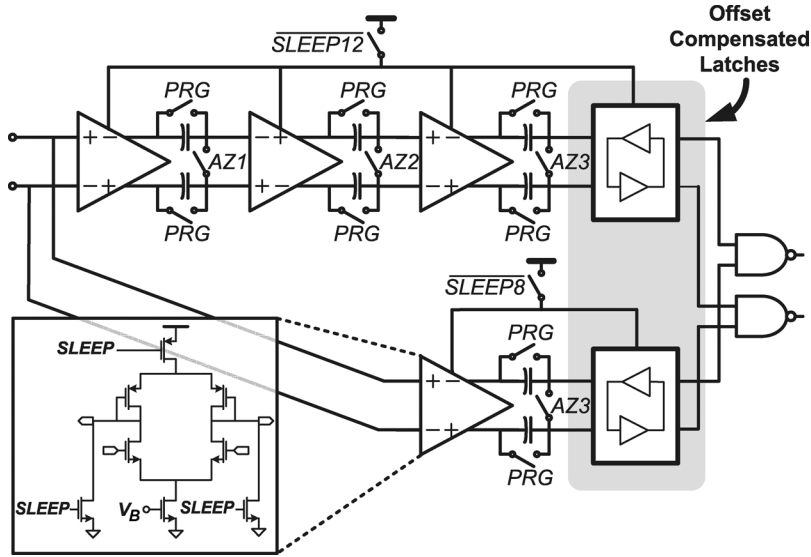 Offset
Compensated
Latches
SLEEP12
PRG
PRG
PRG
+ −
− +
+ −
AZ1
AZ2
AZ3
− +
+ −
− +
PRG
PRG
PRG
SLEEP8
PRG
SLEEP
+ −
AZ3
− +
PRG
SLEEP
V_B
SLEEP